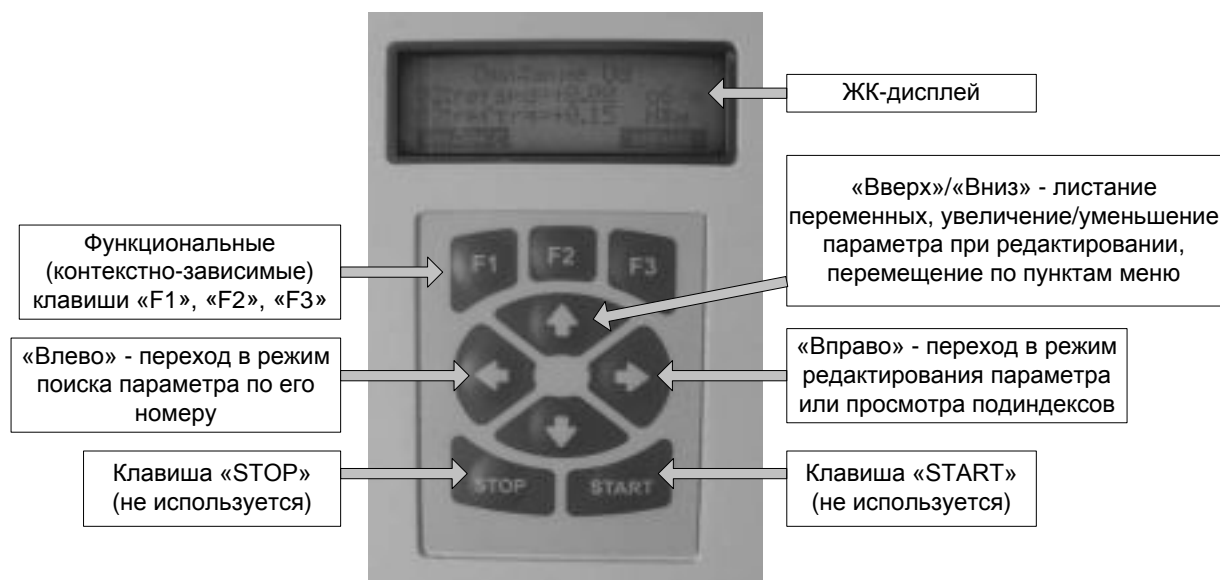 ЖК-дисплей
«Вверх»/«Вниз» - листание
переменных, увеличение/уменьшение
параметра при редактировании,
перемещение по пунктам меню
Функциональные
(контекстно-зависимые)
клавиши «F1», «F2», «F3»
F1
F2
F3
«Влево» - переход в режим
поиска параметра по его
номеру
«Вправо» - переход в режим
редактирования параметра
или просмотра подиндексов
Клавиша «STOP»
(не используется)
STOP
START
Клавиша «START»
(не используется)